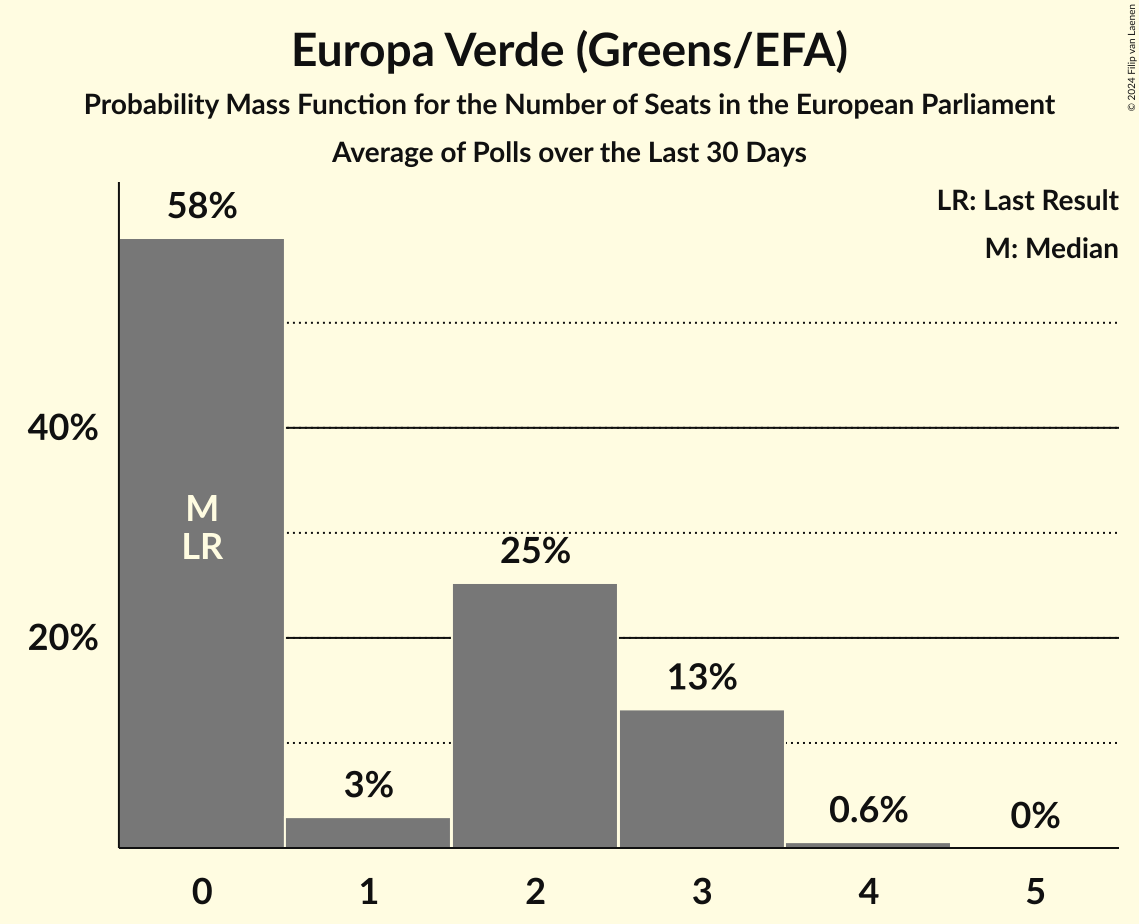 Europa Verde (Greens/EFA)
Probability Mass Function for the Number of Seats in the European Parliament
Average of Polls over the Last 30 Days
© 2024 Filip van Laenen
LR: Last Result
M: Median
58%
40%
M
LR
25%
20%
13%
3%
0.6%
0%
0 1 2 3 4 5